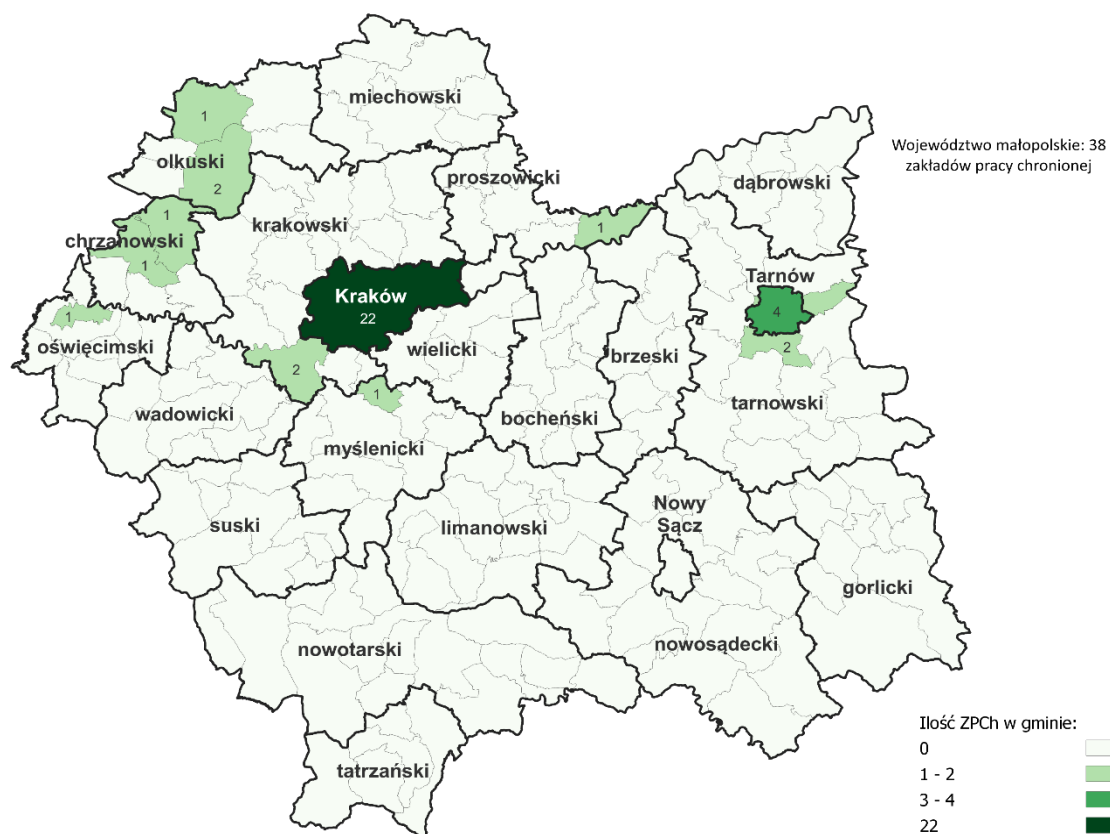 miechowski
1
Województwo małopolskie: 38
zakładów pracy chronionej
olkuski
proszowicki
dąbrowski
2
1
krakowski
1
chrzanowski
1
Tarnów
Kraków
22
4
1
oświęcimski
wielicki
2
brzeski
2
1
tarnowski
wadowicki
bocheński
myślenicki
Nowy
Sącz
suski
limanowski
gorlicki
nowotarski
nowosądecki
tatrzański
Ilość ZPCh w gminie:
0
1 - 2
3 - 4
22